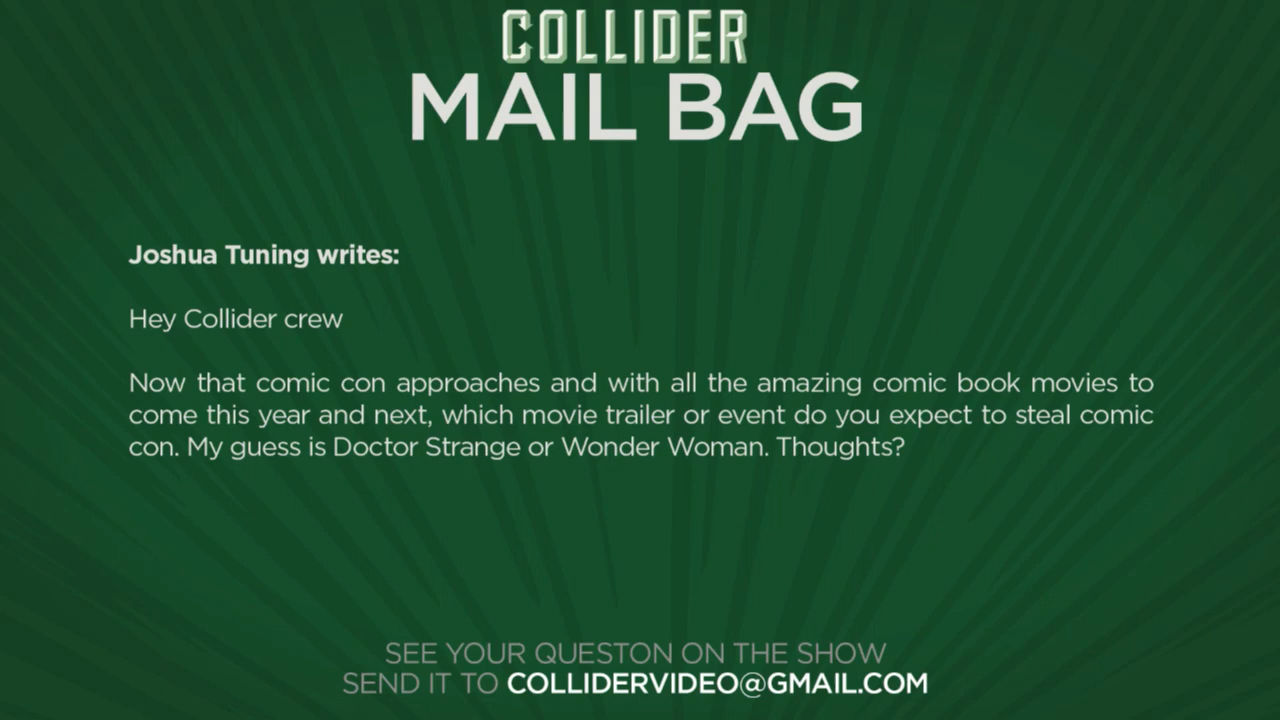 COLLIDER
MAIL BAG
Joshua Tuning writes:
Hey Collider crew
Now that comic con approaches and with all the amazing comic book movies to
come this year and next, which movie trailer or event do you expect to steal comic
con. My guess is Doctor Strange or Wonder Woman. Thoughts?
SEE YOUR QUESTON ON THE SHOW
SEND IT TO COLLIDERVIDEO@GMAIL.COM